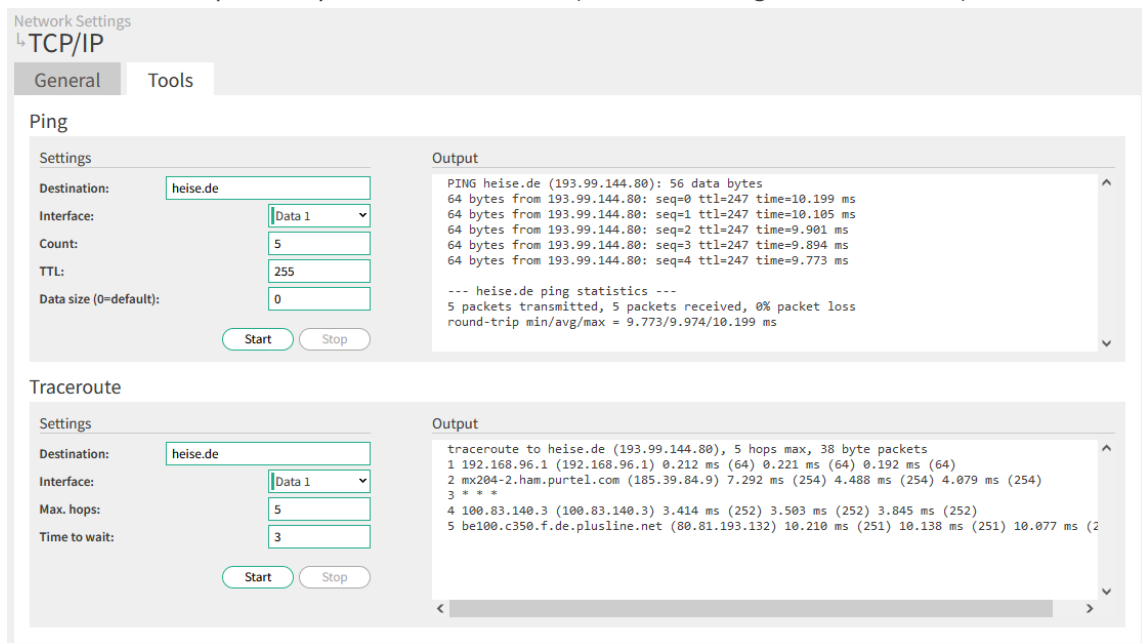 Network Settings
↳TCP/IP
General Tools
Ping
Settings
Destination: heise.de
Interface: Data 1
Count: 5
TTL: 255
Data size (0=default): 0
Start Stop
Output
PING heise.de (193.99.144.80): 56 data bytes
64 bytes from 193.99.144.80: seq=0 ttl=247 time=10.199 ms
64 bytes from 193.99.144.80: seq=1 ttl=247 time=10.105 ms
64 bytes from 193.99.144.80: seq=2 ttl=247 time=9.901 ms
64 bytes from 193.99.144.80: seq=3 ttl=247 time=9.894 ms
64 bytes from 193.99.144.80: seq=4 ttl=247 time=9.773 ms
--- heise.de ping statistics ---
5 packets transmitted, 5 packets received, 0% packet loss
round-trip min/avg/max = 9.773/9.974/10.199 ms
Traceroute
Settings
Destination: heise.de
Interface: Data 1
Max. hops: 5
Time to wait: 3
Start Stop
Output
traceroute to heise.de (193.99.144.80), 5 hops max, 38 byte packets
1 192.168.96.1 (192.168.96.1) 0.212 ms (64) 0.221 ms (64) 0.192 ms (64)
2 mx204-2.ham.purtel.com (185.39.84.9) 7.292 ms (254) 4.488 ms (254) 4.079 ms (254)
3 * * *
4 100.83.140.3 (100.83.140.3) 3.414 ms (252) 3.503 ms (252) 3.845 ms (252)
5 be100.c350.f.de.plusline.net (80.81.193.132) 10.210 ms (251) 10.138 ms (251) 10.077 ms (2